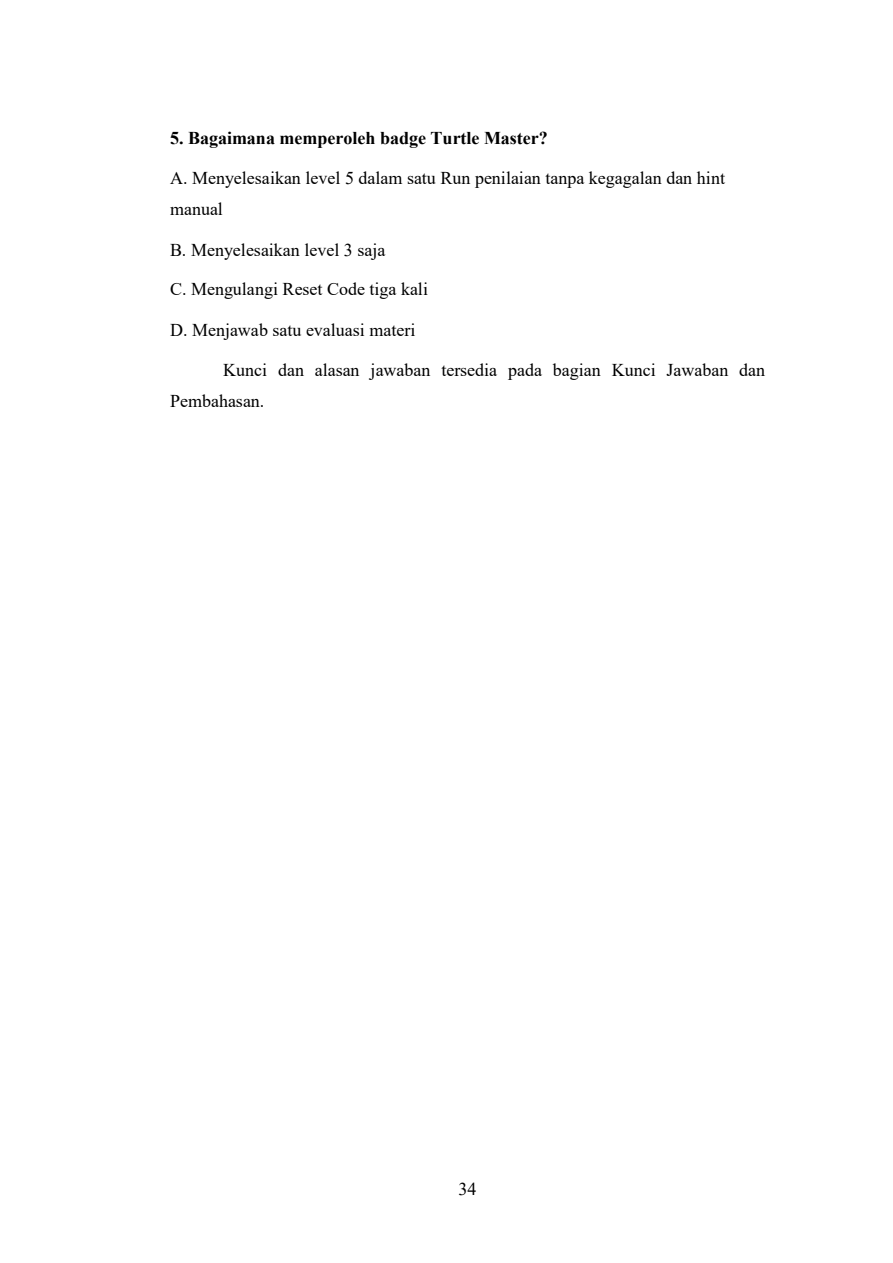 5. Bagaimana memperoleh badge Turtle Master?
A. Menyelesaikan level 5 dalam satu Run penilaian tanpa kegagalan dan hint
manual
B. Menyelesaikan level 3 saja
C. Mengulangi Reset Code tiga kali
D. Menjawab satu evaluasi materi
Kunci dan alasan jawaban tersedia pada bagian Kunci Jawaban dan
Pembahasan.
34